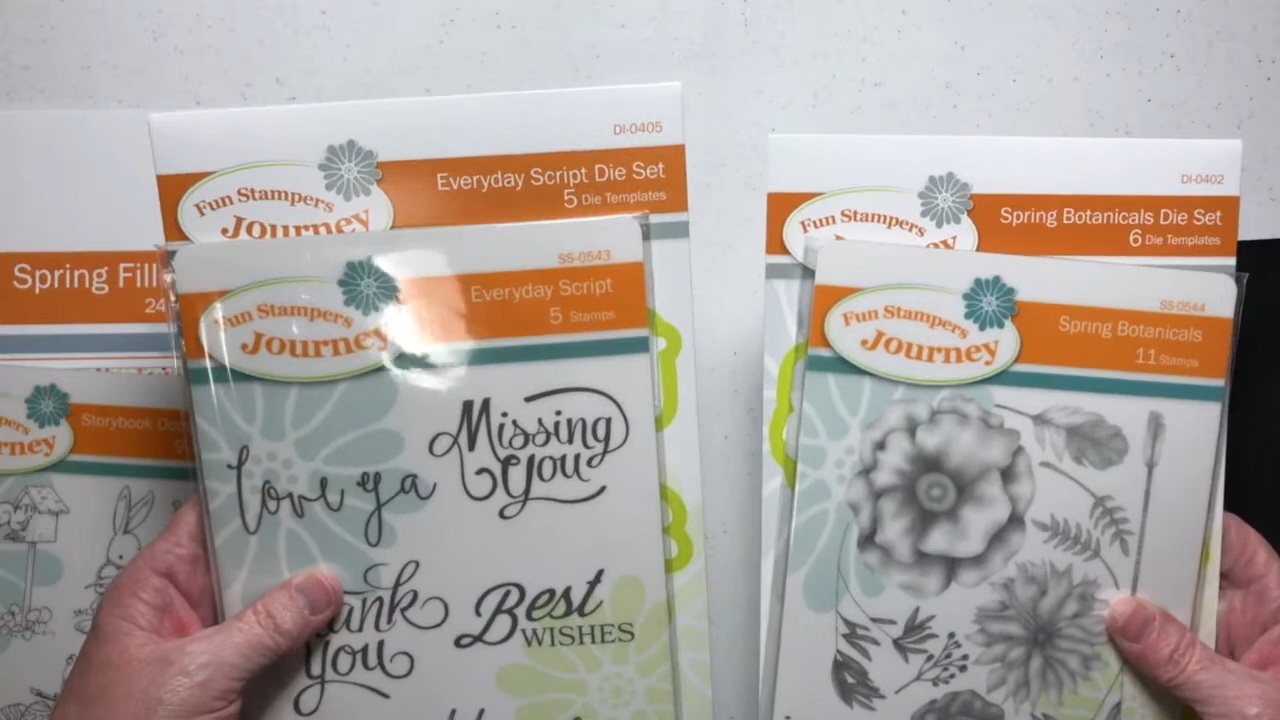 DI-0405
Everyday Script Die Set
5 Die Templates
Fun Stampers
Journey
DI-0402
Spring Botanicals Die Set
6 Die Templates
Fun Stampers
Spring Fill
24
SS-0543
Everyday Script
5 Stamps
Fun Stampers
Journey
SS-0544
Spring Botanicals
11 Stamps
Fun Stampers
Journey
Storybook
Missing
You
love ya
Thank
You
Best
WISHES